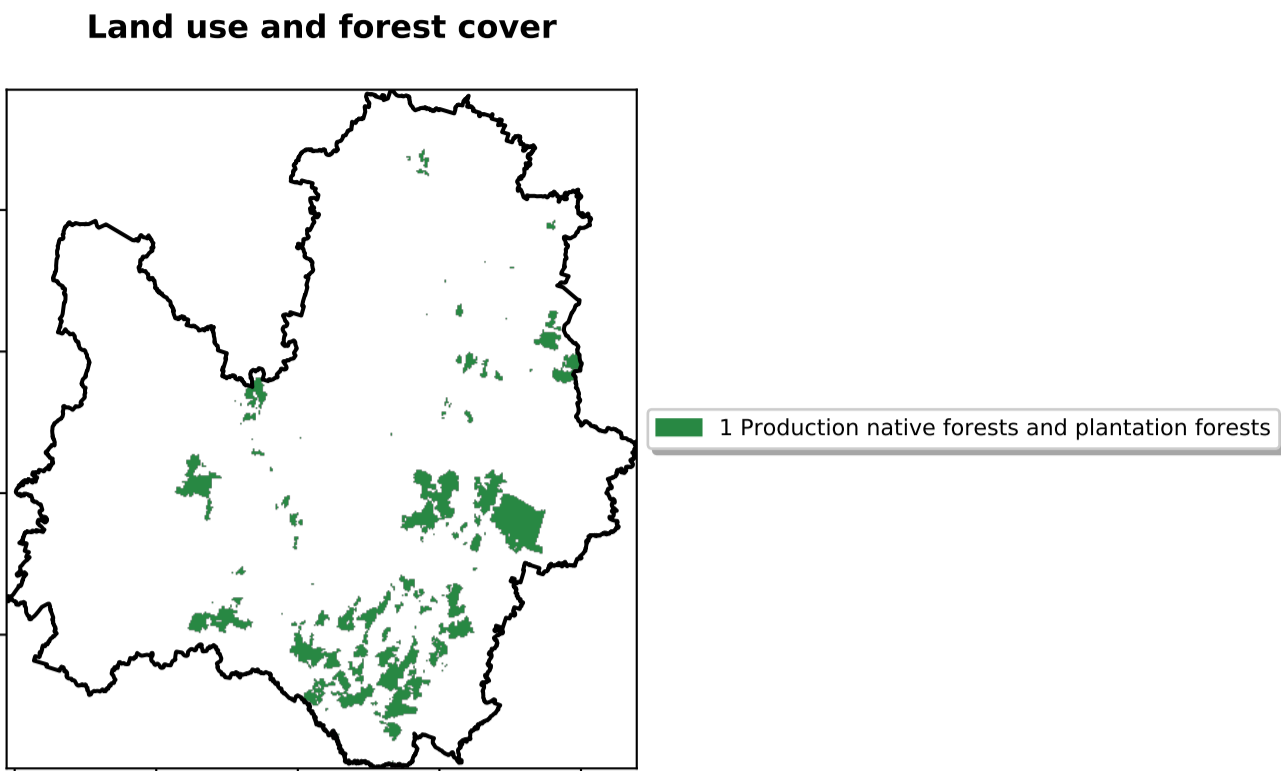 Land use and forest cover
1 Production native forests and plantation forests